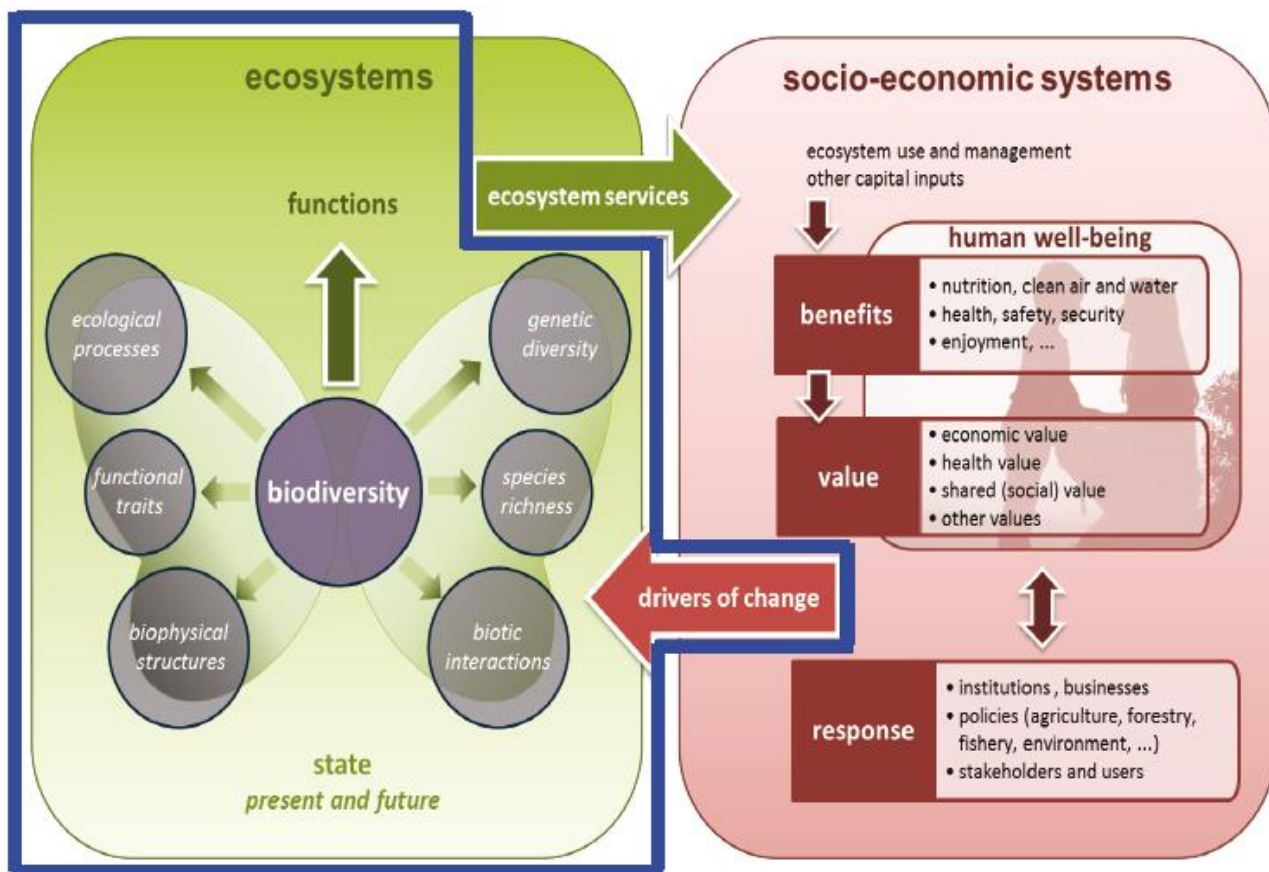 ecosystems
functions
ecological
processes
genetic
diversity
functional
traits
biodiversity
species
richness
biophysical
structures
biotic
interactions
state
present and future
ecosystem services
drivers of change
socio-economic systems
ecosystem use and management
other capital inputs
human well-being
benefits
• nutrition, clean air and water
• health, safety, security
• enjoyment, ...
value
• economic value
• health value
• shared (social) value
• other values
response
• institutions , businesses
• policies (agriculture, forestry,
fishery, environment, ...)
• stakeholders and users